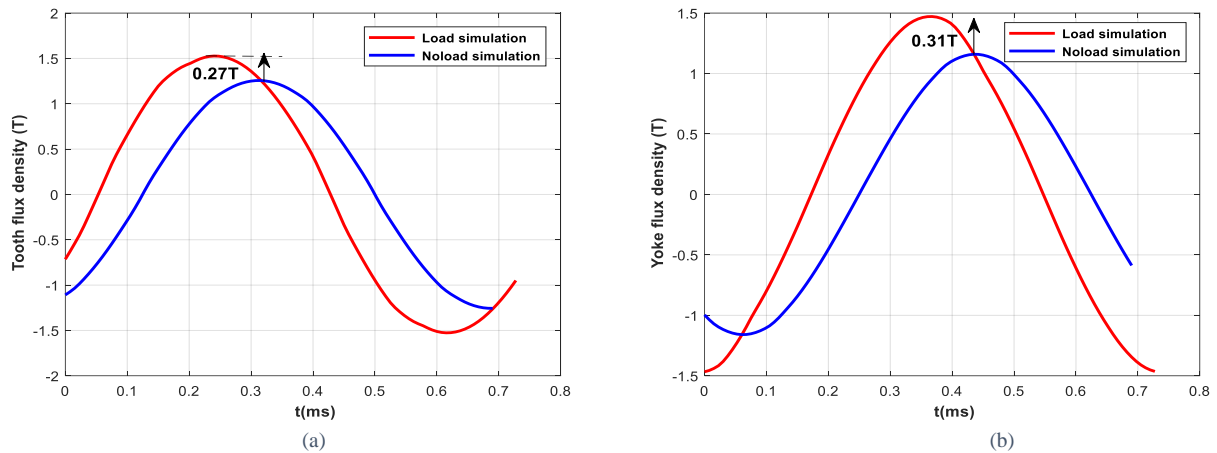 Tooth flux density (T)
2
1.5
1
0.5
0
-0.5
-1
-1.5
-2
0.27T
Load simulation
Noload simulation
0
0.1
0.2
0.3
0.4
0.5
0.6
0.7
0.8
t(ms)
(a)
Yoke flux density (T)
1.5
1
0.5
0
-0.5
-1
-1.5
0.31T
Load simulation
Noload simulation
0
0.1
0.2
0.3
0.4
0.5
0.6
0.7
0.8
t(ms)
(b)